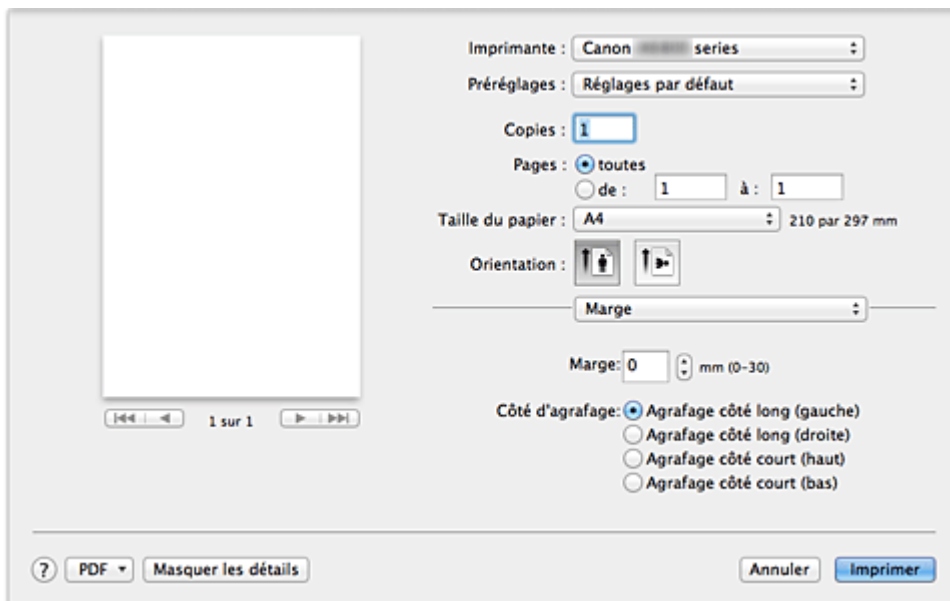 Imprimante : Canon series
Préréglages : Réglages par défaut
Copies : 1
Pages : toutes
de : 1 à : 1
Taille du papier : A4 210 par 297 mm
Orientation :
Marge
Marge: 0 mm (0-30)
1 sur 1
Côté d'agrafage: Agrafage côté long (gauche)
Agrafage côté long (droite)
Agrafage côté court (haut)
Agrafage côté court (bas)
? PDF Masquer les détails Annuler Imprimer